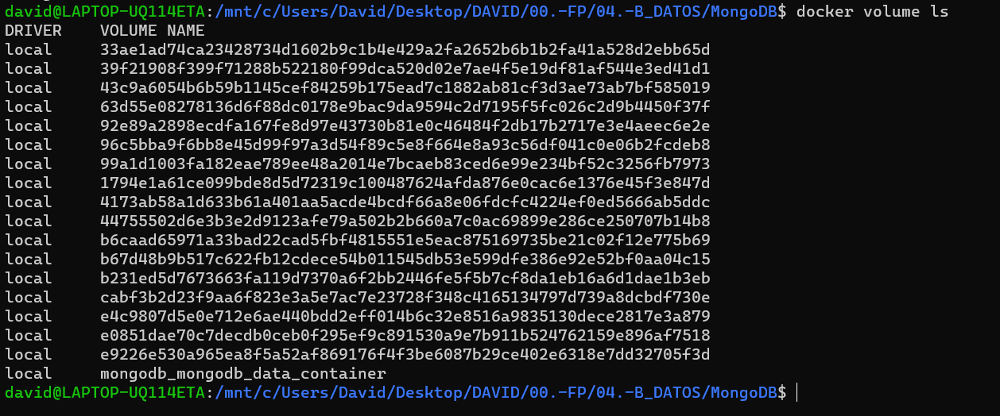 david@LAPTOP-UQ114ETA:/mnt/c/Users/David/Desktop/DAVID/00.-FP/04.-B_DATOS/MongoDB$ docker volume ls
DRIVER    VOLUME NAME
local     33ae1ad74ca23428734d1602b9c1b4e429a2fa2652b6b1b2fa41a528d2ebb65d
local     39f21908f399f71288b522180f99dca520d02e7ae4f5e19df81af544e3ed41d1
local     43c9a6054b6b59b1145cef84259b175ead7c1882ab81cf3d3ae73ab7bf585019
local     63d55e08278136d6f88dc0178e9bac9da9594c2d7195f5fc026c2d9b4450f37f
local     92e89a2898ecdfa167fe8d97e43730b81e0c46484f2db17b2717e3e4aeec6e2e
local     96c5bba9f6bb8e45d99f97a3d54f89c5e8f664e8a93c56df041c0e06b2fcdeb8
local     99a1d1003fa182eae789ee48a2014e7bcaeb83ced6e99e234bf52c3256fb7973
local     1794e1a61ce099bde8d5d72319c100487624afda876e0cac6e1376e45f3e847d
local     4173ab58a1d633b61a401aa5acde4bcdf66a8e06fdcfc4224ef0ed5666ab5ddc
local     44755502d6e3b3e2d9123afe79a502b2b660a7c0ac69899e286ce250707b14b8
local     b6caad65971a33bad22cad5fbf4815551e5eac875169735be21c02f12e775b69
local     b67d48b9b517c622fb12cdece54b011545db53e599dfe386e92e52bf0aa04c15
local     b231ed5d7673663fa119d7370a6f2bb2446fe5f5b7cf8da1eb16a6d1dae1b3eb
local     cabf3b2d23f9aa6f823e3a5e7ac7e23728f348c4165134797d739a8dcbdf730e
local     e4c9807d5e0e712e6ae440bdd2eff014b6c32e8516a9835130dece2817e3a879
local     e0851dae70c7decdb0ceb0f295ef9c891530a9e7b911b524762159e896af7518
local     e9226e530a965ea8f5a52af869176f4f3be6087b29ce402e6318e7dd32705f3d
local     mongodb_mongodb_data_container
david@LAPTOP-UQ114ETA:/mnt/c/Users/David/Desktop/DAVID/00.-FP/04.-B_DATOS/MongoDB$